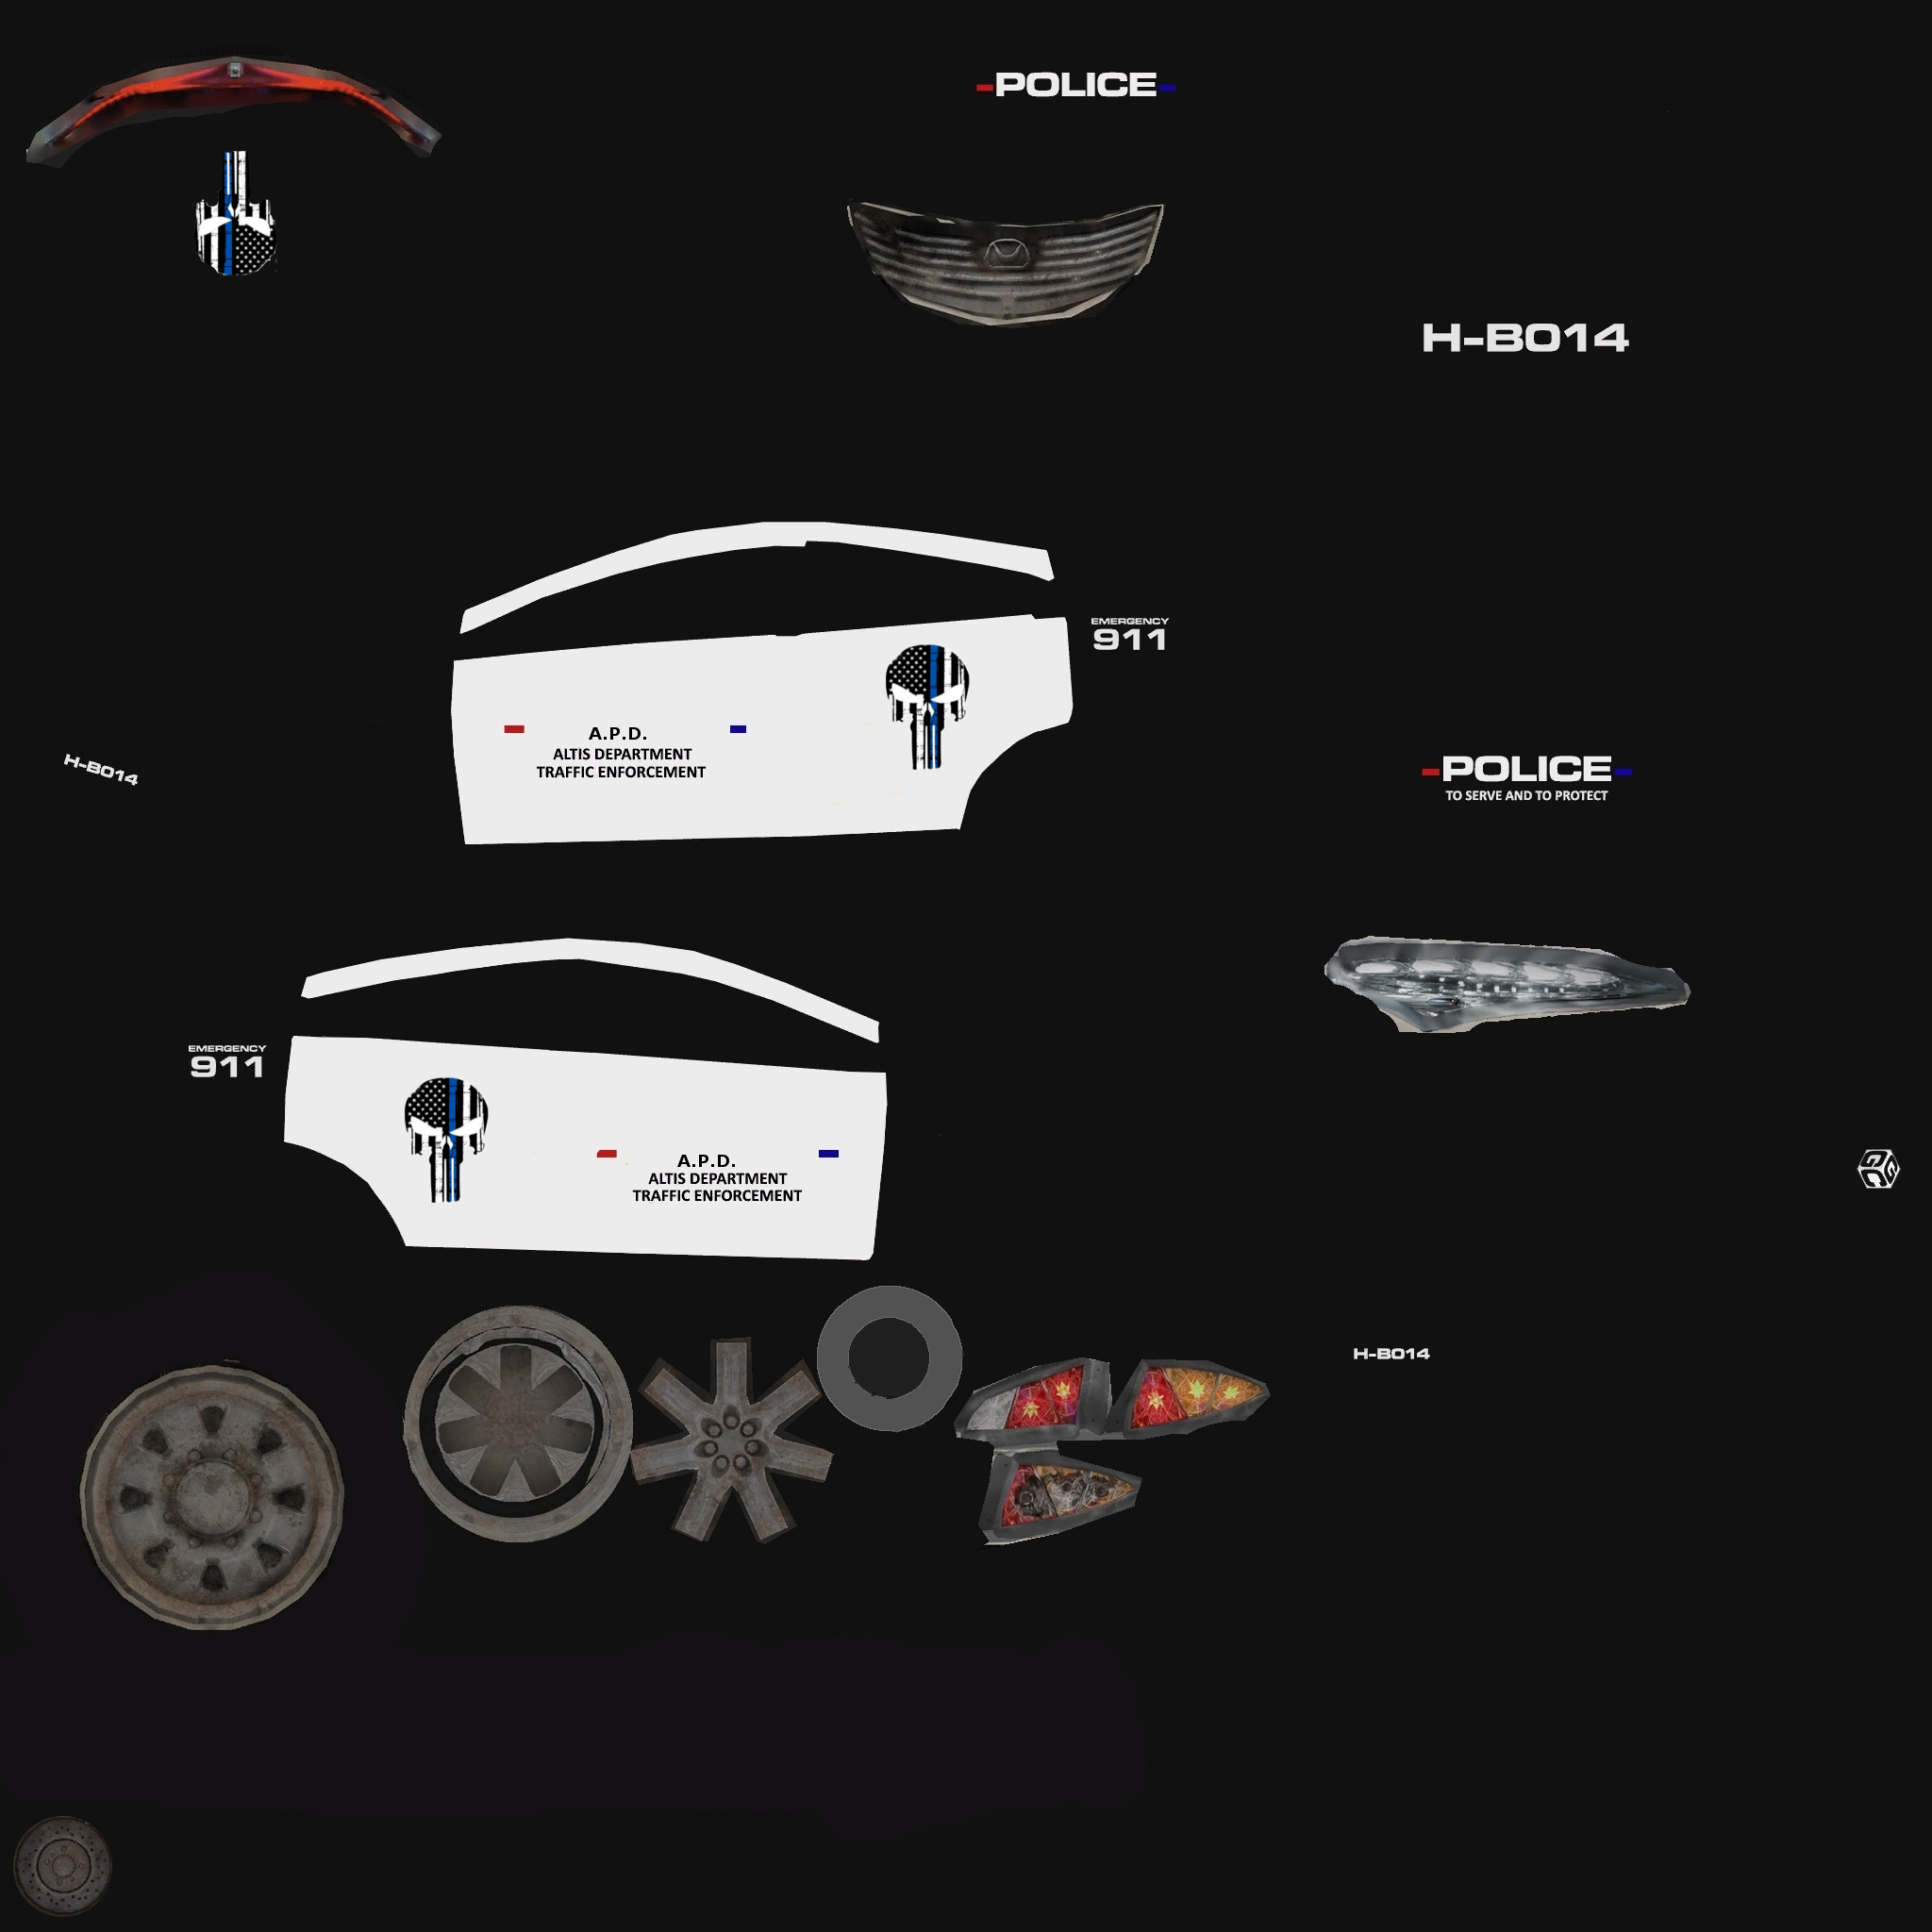 -POLICE-
H-B014
EMERGENCY
911
A.P.D.
ALTIS DEPARTMENT
TRAFFIC ENFORCEMENT
H-B014
-POLICE-
TO SERVE AND TO PROTECT
EMERGENCY
911
A.P.D.
ALTIS DEPARTMENT
TRAFFIC ENFORCEMENT
H-B014